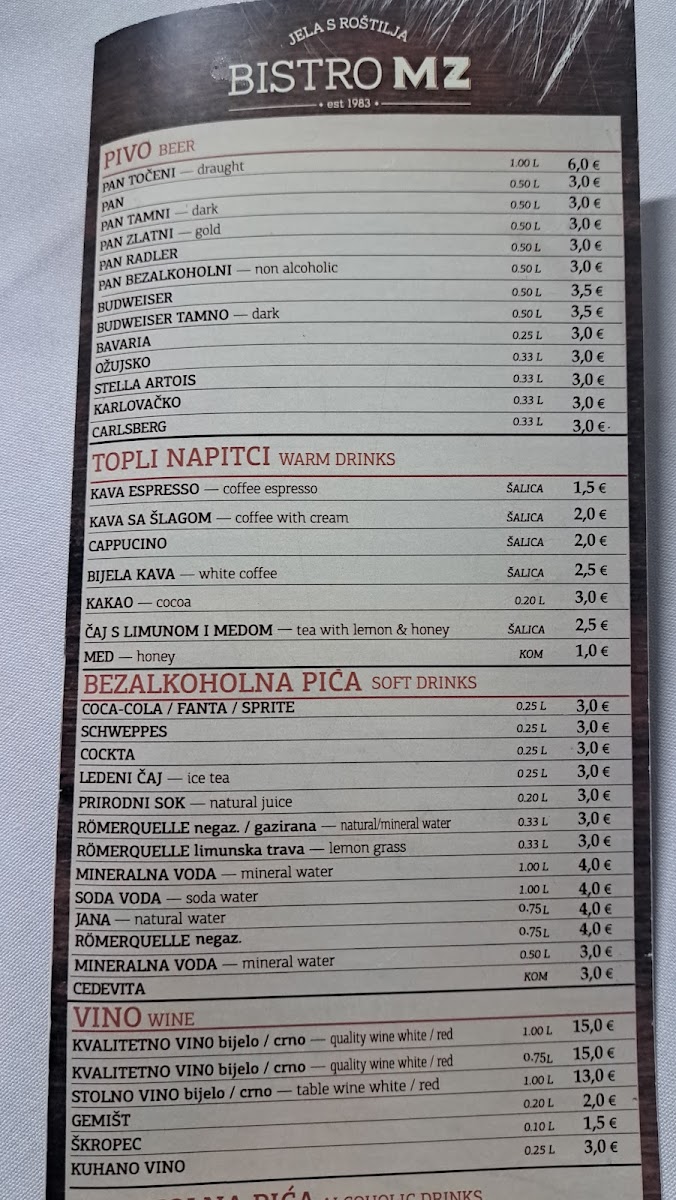 JELA S ROŠTILJA
BISTRO MZ
• est 1983 •
PIVO BEER
PAN TOČENI — draught 1.00 L 6,0 €
PAN 0.50 L 3,0 €
PAN TAMNI — dark 0.50 L 3,0 €
PAN ZLATNI — gold 0.50 L 3,0 €
PAN RADLER 0.50 L 3,0 €
PAN BEZALKOHOLNI — non alcoholic 0.50 L 3,0 €
BUDWEISER 0.50 L 3,5 €
BUDWEISER TAMNO — dark 0.50 L 3,5 €
BAVARIA 0.25 L 3,0 €
OŽUJSKO 0.33 L 3,0 €
STELLA ARTOIS 0.33 L 3,0 €
KARLOVAČKO 0.33 L 3,0 €
CARLSBERG 0.33 L 3,0 €
TOPLI NAPITCI WARM DRINKS
KAVA ESPRESSO — coffee espresso ŠALICA 1,5 €
KAVA SA ŠLAGOM — coffee with cream ŠALICA 2,0 €
CAPPUCINO ŠALICA 2,0 €
BIJELA KAVA — white coffee ŠALICA 2,5 €
KAKAO — cocoa 0.20 L 3,0 €
ČAJ S LIMUNOM I MEDOM — tea with lemon & honey ŠALICA 2,5 €
MED — honey KOM 1,0 €
BEZALKOHOLNA PIĆA SOFT DRINKS
COCA-COLA / FANTA / SPRITE 0.25 L 3,0 €
SCHWEPPES 0.25 L 3,0 €
COCKTA 0.25 L 3,0 €
LEDENI ČAJ — ice tea 0.25 L 3,0 €
PRIRODNI SOK — natural juice 0.20 L 3,0 €
RÖMERQUELLE negaz. / gazirana — natural/mineral water 0.33 L 3,0 €
RÖMERQUELLE limunska trava — lemon grass 0.33 L 3,0 €
MINERALNA VODA — mineral water 1.00 L 4,0 €
SODA VODA — soda water 1.00 L 4,0 €
JANA — natural water 0.75L 4,0 €
RÖMERQUELLE negaz. 0.75L 4,0 €
MINERALNA VODA — mineral water 0.50 L 3,0 €
CEDEVITA KOM 3,0 €
VINO WINE
KVALITETNO VINO bijelo / crno — quality wine white / red 1.00 L 15,0 €
KVALITETNO VINO bijelo / crno — quality wine white / red 0.75L 15,0 €
STOLNO VINO bijelo / crno — table wine white / red 1.00 L 13,0 €
GEMIŠT 0.20 L 2,0 €
ŠKROPEC 0.10 L 1,5 €
KUHANO VINO 0.25 L 3,0 €
PIĆA ALCOHOLIC DRINKS